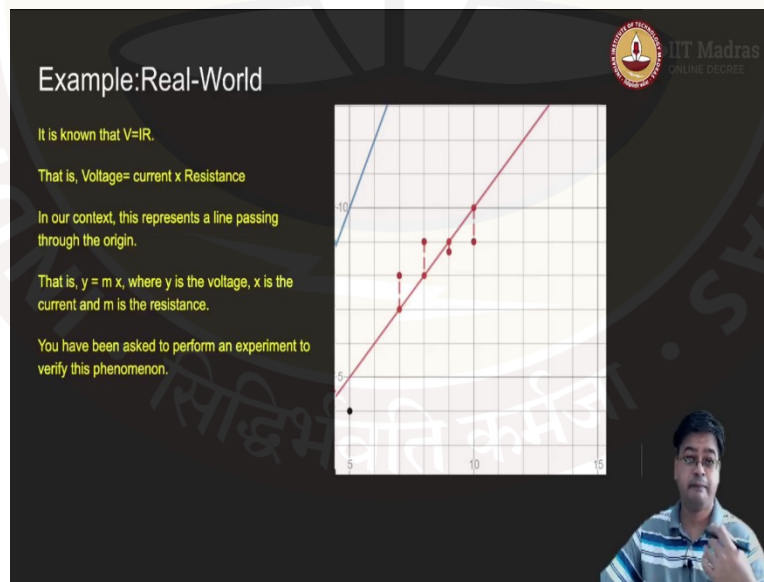 IIT Madras
ONLINE DEGREE
Example:Real-World
It is known that V=IR.
That is, Voltage= current x Resistance
In our context, this represents a line passing
through the origin.
That is, y = m x, where y is the voltage, x is the
current and m is the resistance.
You have been asked to perform an experiment to
verify this phenomenon.
10
5
5
10
15
सिद्धिर्भवति कर्मजा